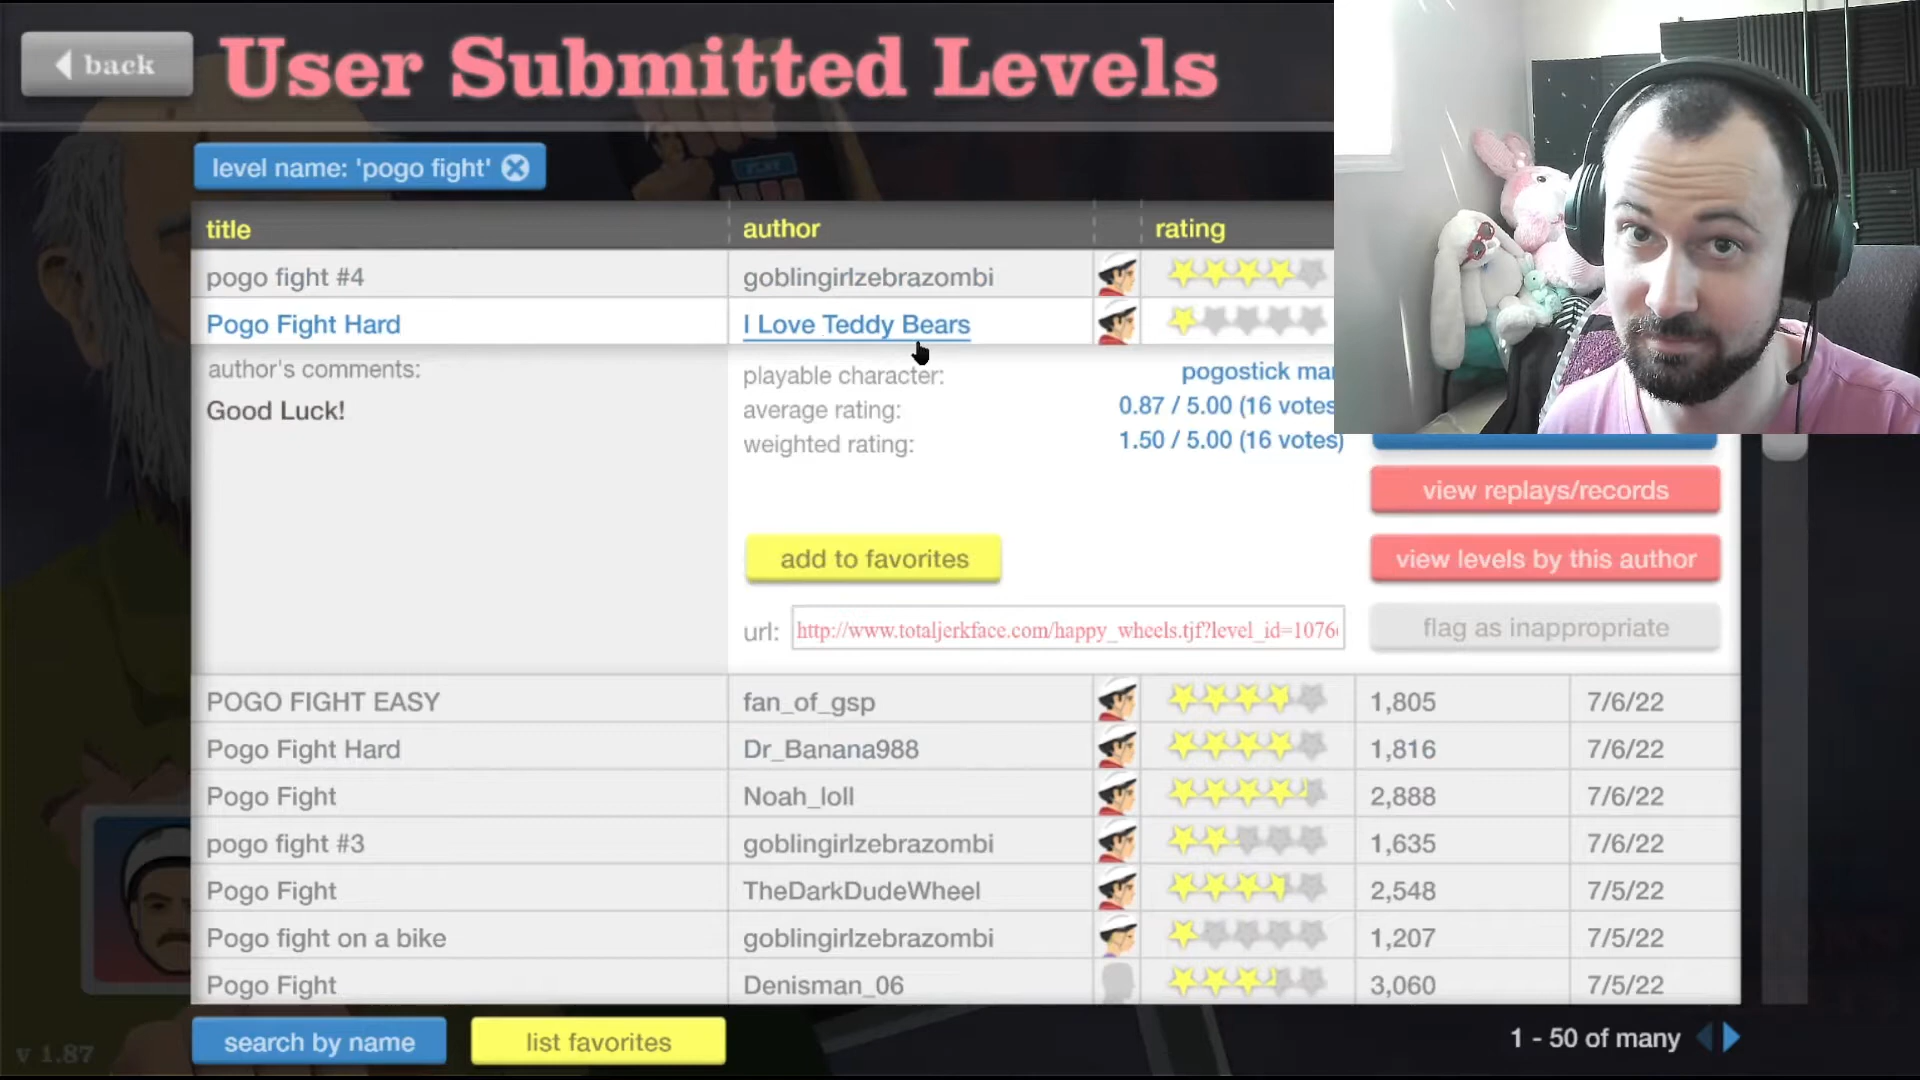 back
User Submitted Levels
level name: 'pogo fight'
title author rating
pogo fight #4 goblingirlzebrazombi
Pogo Fight Hard I Love Teddy Bears
author's comments:
Good Luck!
playable character: pogostick
average rating: 0.87 / 5.00 (16 votes
weighted rating: 1.50 / 5.00 (16 votes)
view replays/records
add to favorites
view levels by this author
url: http://www.totaljerkface.com/happy_wheels.tjf?level_id=1076
flag as inappropriate
POGO FIGHT EASY fan_of_gsp 1,805 7/6/22
Pogo Fight Hard Dr_Banana988 1,816 7/6/22
Pogo Fight Noah_loll 2,888 7/6/22
pogo fight #3 goblingirlzebrazombi 1,635 7/6/22
Pogo Fight TheDarkDudeWheel 2,548 7/5/22
Pogo fight on a bike goblingirlzebrazombi 1,207 7/5/22
Pogo Fight Denisman_06 3,060 7/5/22
v 1.87
search by name
list favorites
1 - 50 of many